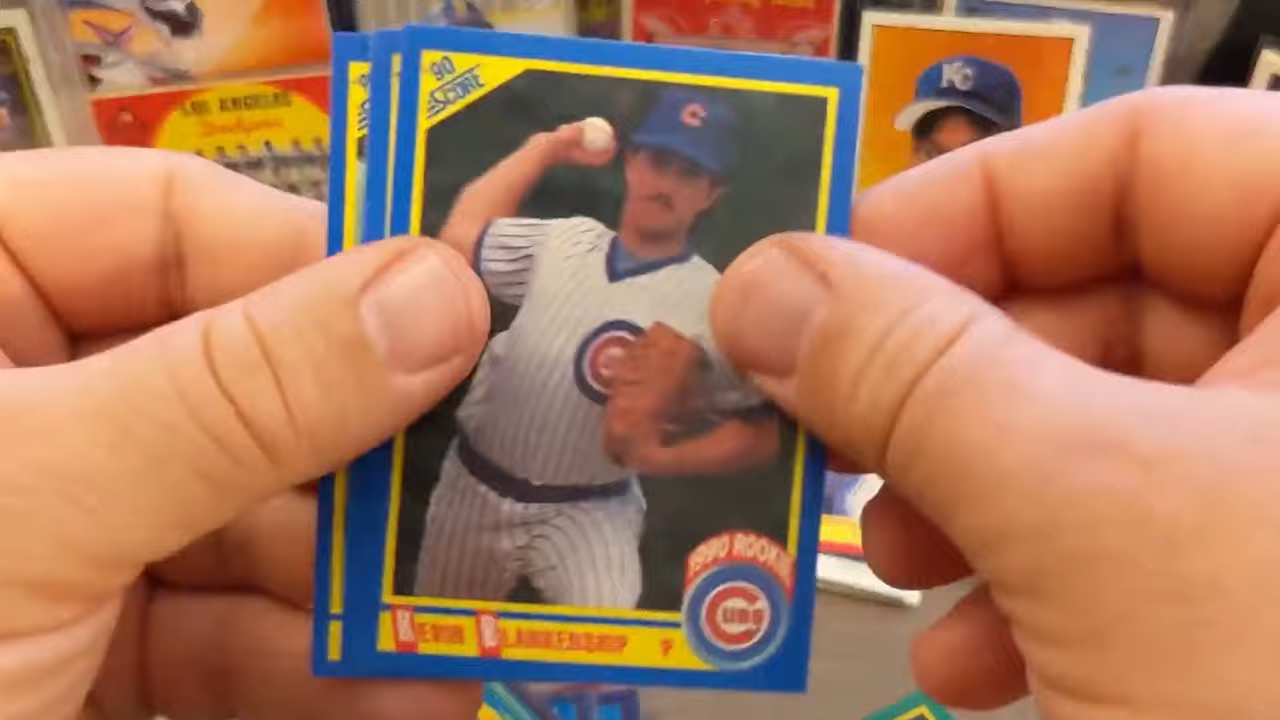 90
SCORE
LOS ANGELES
Dodgers
KC
C
1990 ROOKIE
CUBS
KEVIN BLANKENSHIP P